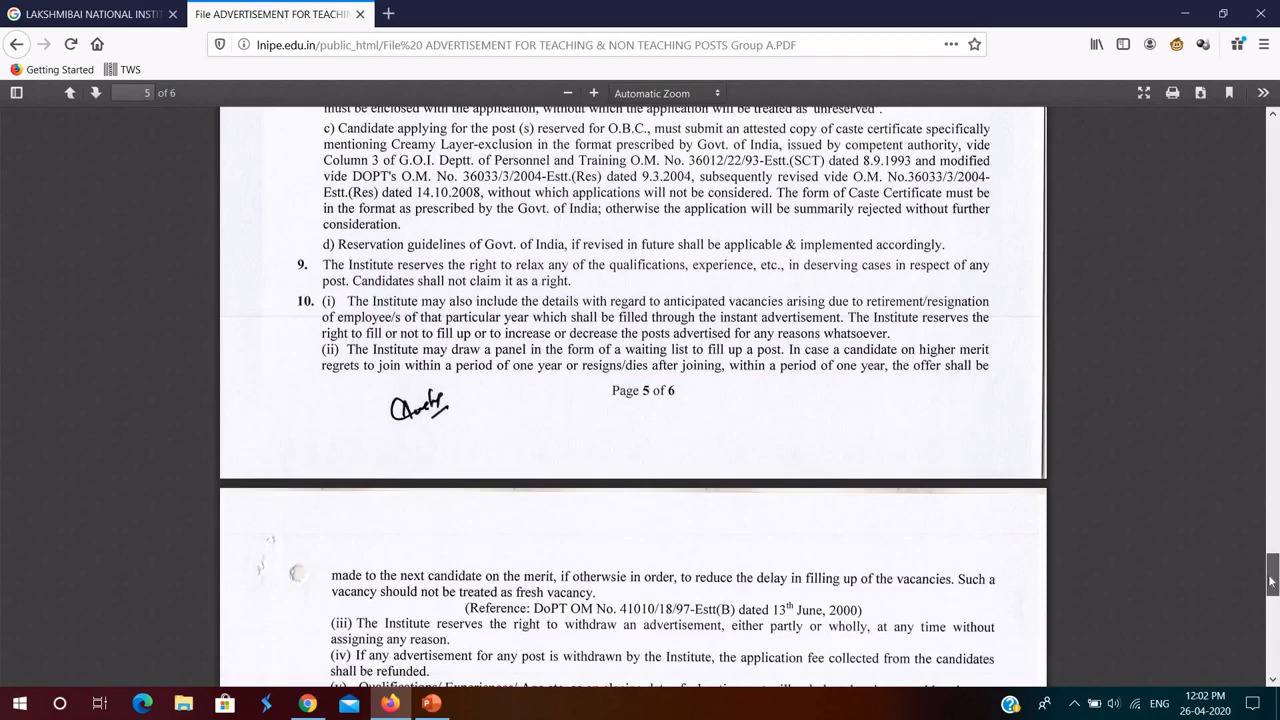 LAKSHMIBAI NATIONAL INSTIT
File ADVERTISEMENT FOR TEACHIN
lnipe.edu.in/public_html/File%20 ADVERTISEMENT FOR TEACHING & NON TEACHING POSTS Group A.PDF
Getting Started TWS
5 of 6 Automatic Zoom
must be enclosed with the application, without which the application will be treated as 'unreserved'.
c) Candidate applying for the post (s) reserved for O.B.C., must submit an attested copy of caste certificate specifically
mentioning Creamy Layer-exclusion in the format prescribed by Govt. of India, issued by competent authority, vide
Column 3 of G.O.I. Deptt. of Personnel and Training O.M. No. 36012/22/93-Estt.(SCT) dated 8.9.1993 and modified
vide DOPT's O.M. No. 36033/3/2004-Estt.(Res) dated 9.3.2004, subsequently revised vide O.M. No.36033/3/2004-
Estt.(Res) dated 14.10.2008, without which applications will not be considered. The form of Caste Certificate must be
in the format as prescribed by the Govt. of India; otherwise the application will be summarily rejected without further
consideration.
d) Reservation guidelines of Govt. of India, if revised in future shall be applicable & implemented accordingly.
9. The Institute reserves the right to relax any of the qualifications, experience, etc., in deserving cases in respect of any
post. Candidates shall not claim it as a right.
10. (i) The Institute may also include the details with regard to anticipated vacancies arising due to retirement/resignation
of employee/s of that particular year which shall be filled through the instant advertisement. The Institute reserves the
right to fill or not to fill up or to increase or decrease the posts advertised for any reasons whatsoever.
(ii) The Institute may draw a panel in the form of a waiting list to fill up a post. In case a candidate on higher merit
regrets to join within a period of one year or resigns/dies after joining, within a period of one year, the offer shall be
Page 5 of 6
made to the next candidate on the merit, if otherwsie in order, to reduce the delay in filling up of the vacancies. Such a
vacancy should not be treated as fresh vacancy.
(Reference: DoPT OM No. 41010/18/97-Estt(B) dated 13th June, 2000)
(iii) The Institute reserves the right to withdraw an advertisement, either partly or wholly, at any time without
assigning any reason.
(iv) If any advertisement for any post is withdrawn by the Institute, the application fee collected from the candidates
shall be refunded.
ENG
12:02 PM
26-04-2020